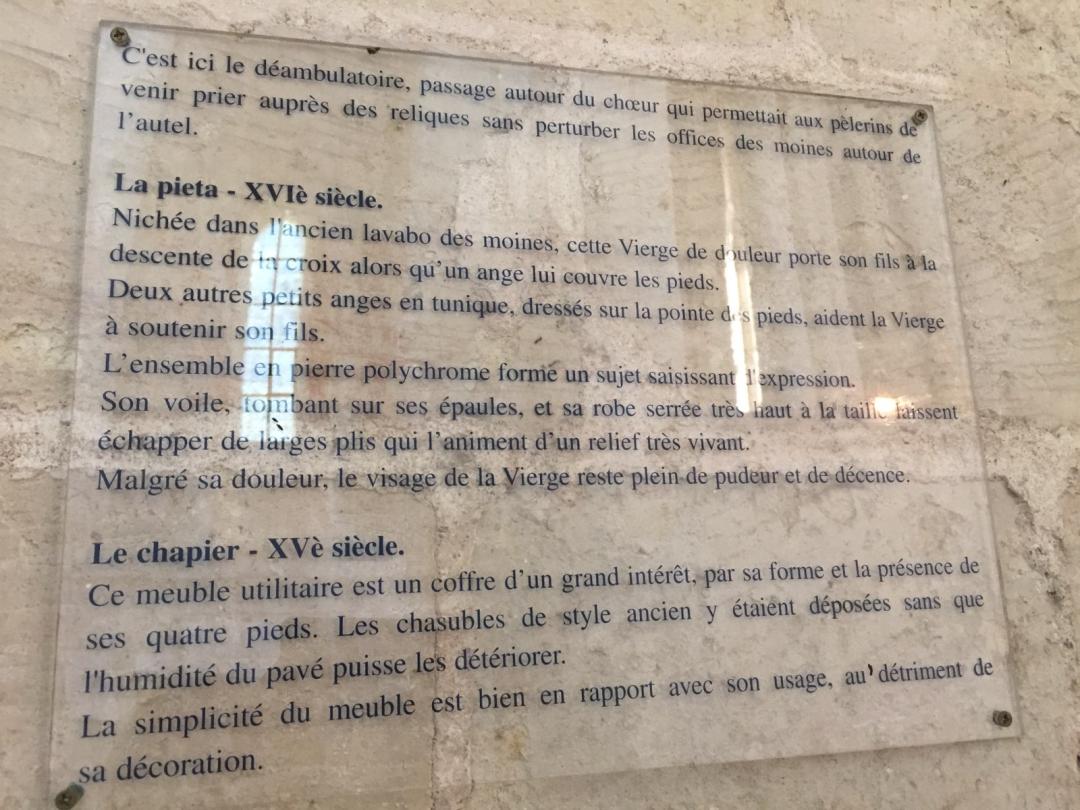 C'est ici le déambulatoire, passage autour du chœur qui permettait aux pèlerins de
venir prier auprès des reliques sans perturber les offices des moines autour de
l'autel.
La pieta - XVIè siècle.
Nichée dans l'ancien lavabo des moines, cette Vierge de douleur porte son fils à la
descente de la croix alors qu'un ange lui couvre les pieds.
Deux autres petits anges en tunique, dressés sur la pointe des pieds, aident la Vierge
à soutenir son fils.
L'ensemble en pierre polychrome forme un sujet saisissant d'expression.
Son voile, tombant sur ses épaules, et sa robe serrée très haut à la taille laissent
échapper de larges plis qui l'animent d'un relief très vivant.
Malgré sa douleur, le visage de la Vierge reste plein de pudeur et de décence.
Le chapier - XVè siècle.
Ce meuble utilitaire est un coffre d'un grand intérêt, par sa forme et la présence de
ses quatre pieds. Les chasubles de style ancien y étaient déposées sans que
l'humidité du pavé puisse les détériorer.
La simplicité du meuble est bien en rapport avec son usage, au détriment de
sa décoration.